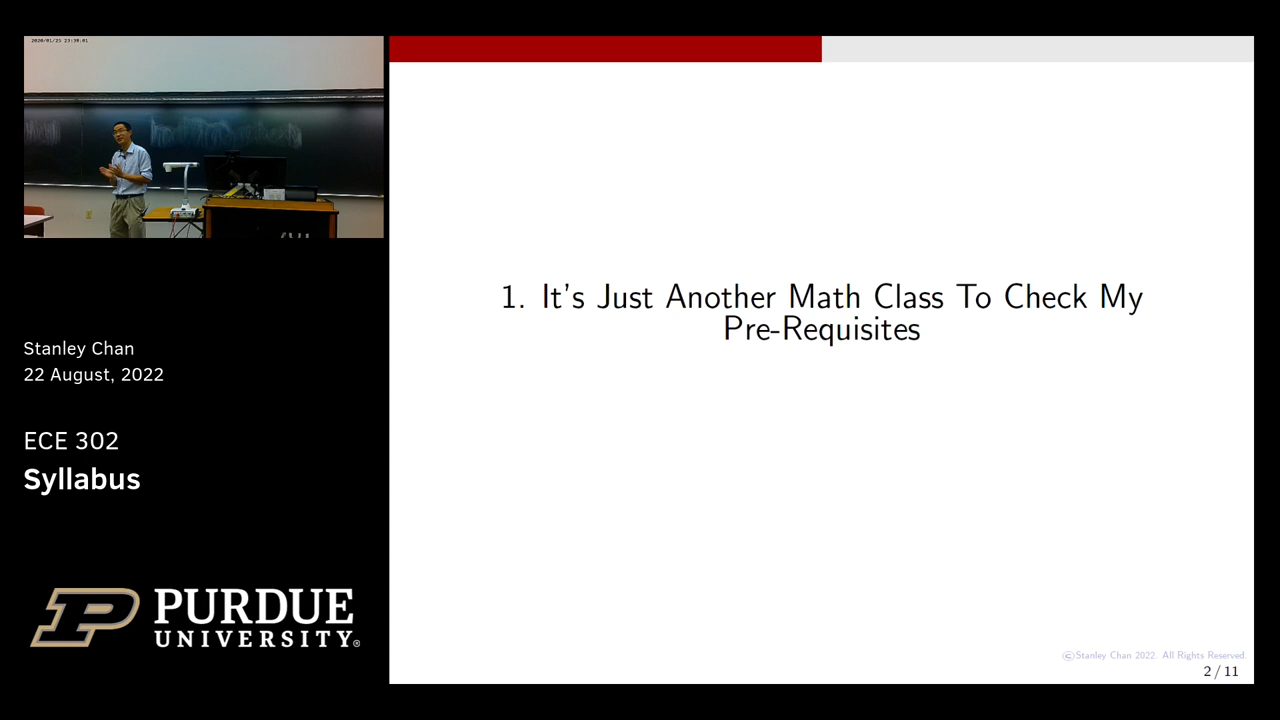 1. It's Just Another Math Class To Check My
Pre-Requisites
Stanley Chan
22 August, 2022
ECE 302
Syllabus
PURDUE
UNIVERSITY®
©Stanley Chan 2022. All Rights Reserved.
2 / 11